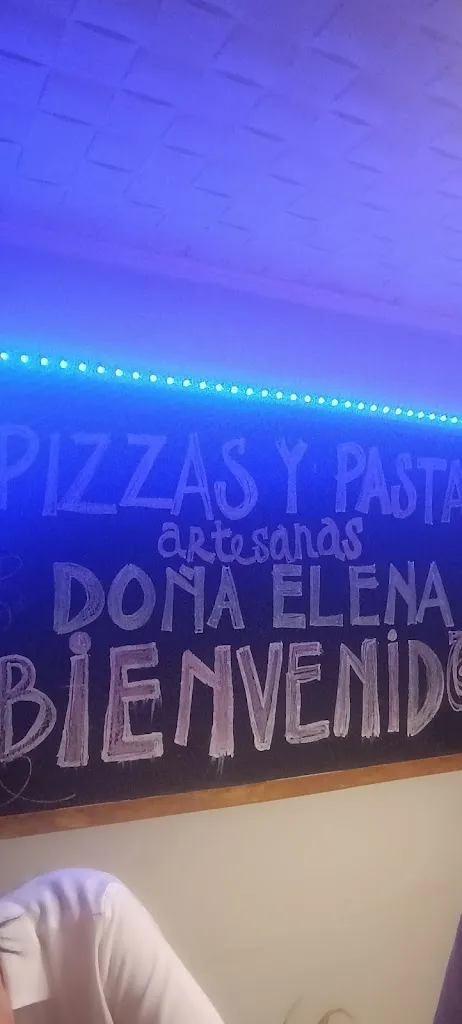 PIZZAS Y PASTA
artesanas
DOÑA ELENA
BIENVENIDO